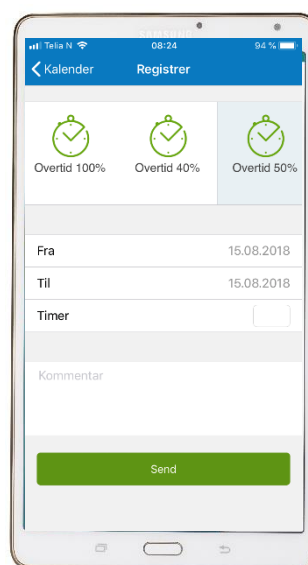 SAMSUNG
Telia N 08:24 94 %
Kalender Registrer
Overtid 100% Overtid 40% Overtid 50%
Fra 15.08.2018
Til 15.08.2018
Timer
Kommentar
Send